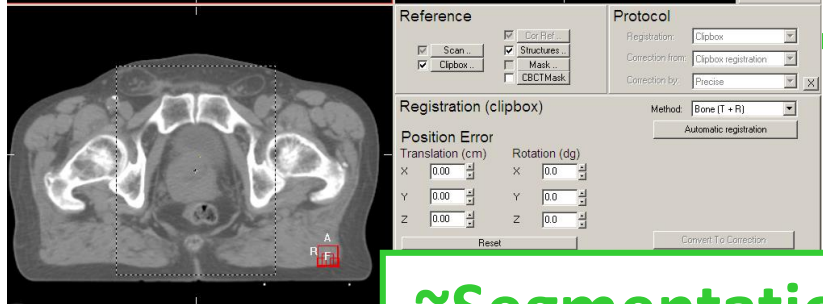 Reference
Cor Ref...
Scan ..
Structures ..
Clipbox ..
Mask ..
CBCTMask
Protocol
Registration: Clipbox
Correction from: Clipbox registration
Correction by: Precise
X
Registration (clipbox)
Method: Bone (T + R)
Automatic registration
Position Error
Translation (cm) Rotation (dg)
X 0.00 X 0.0
Y 0.00 Y 0.0
Z 0.00 Z 0.0
Reset
Convert To Correction
A
R F